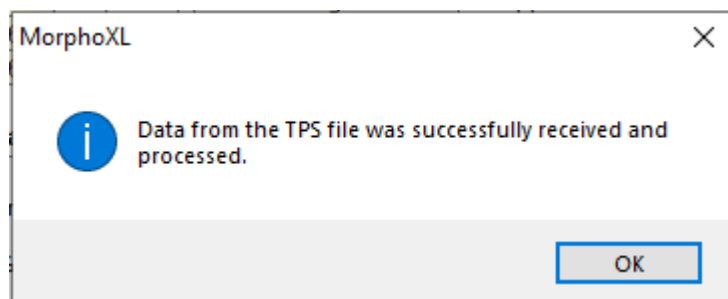 MorphoXL
Data from the TPS file was successfully received and
processed.
OK